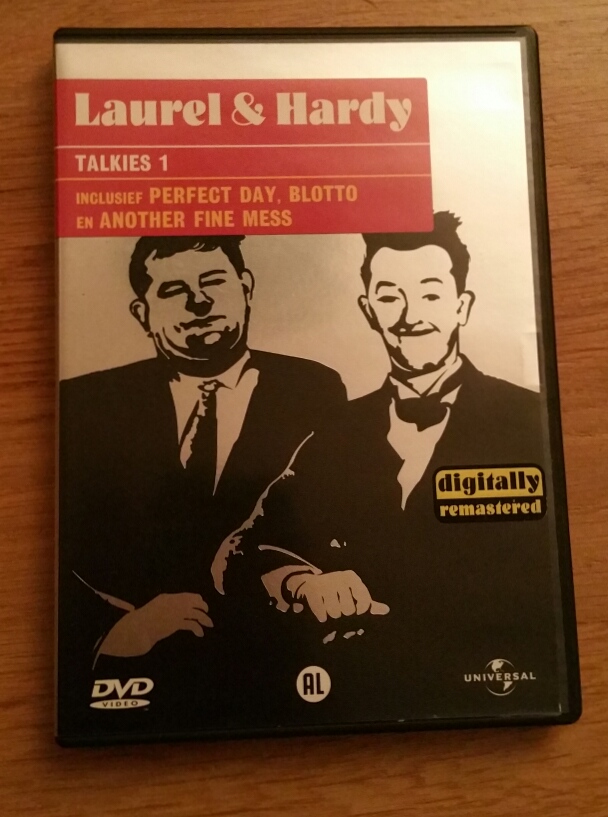 Laurel & Hardy
TALKIES 1
INCLUSIEF PERFECT DAY, BLOTTO
EN ANOTHER FINE MESS
digitally
remastered
DVD
VIDEO
AL
UNIVERSAL